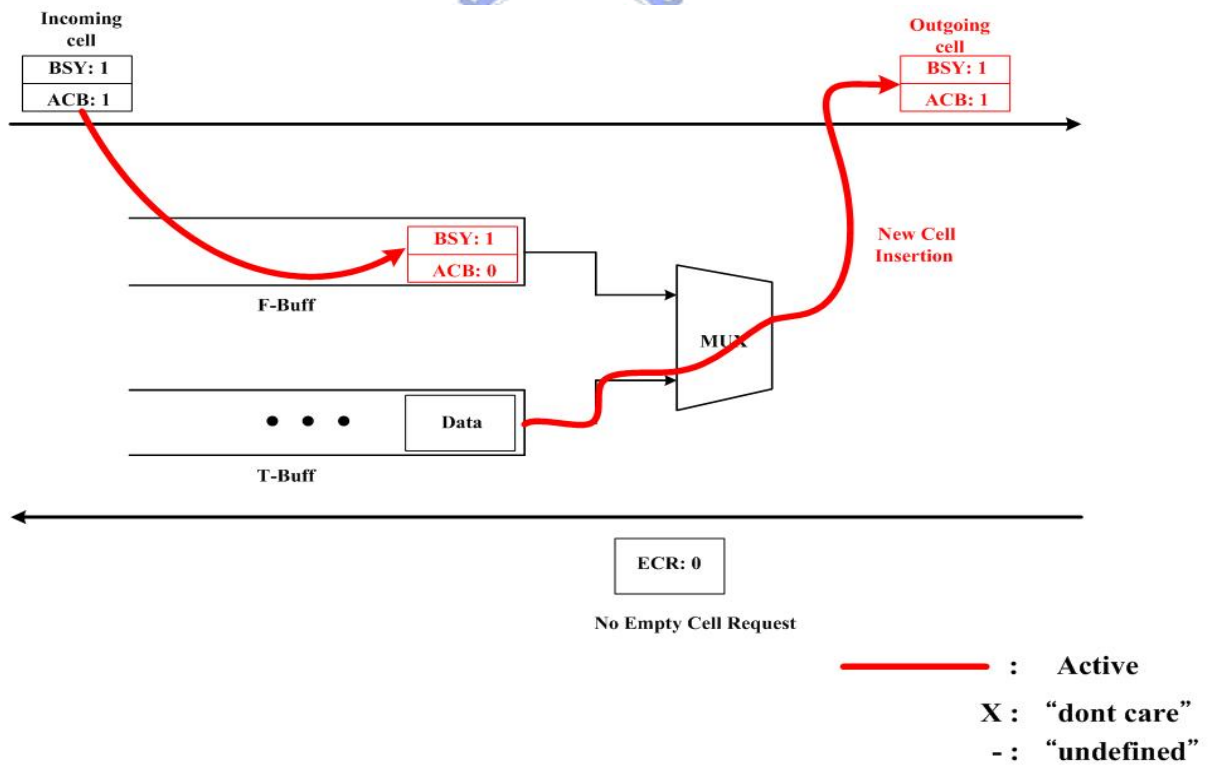 Incoming
cell
BSY: 1
ACB: 1
Outgoing
cell
BSY: 1
ACB: 1
BSY: 1
ACB: 0
F-Buff
New Cell
Insertion
MUX
Data
T-Buff
ECR: 0
No Empty Cell Request
: Active
X : “dont care”
- : “undefined”